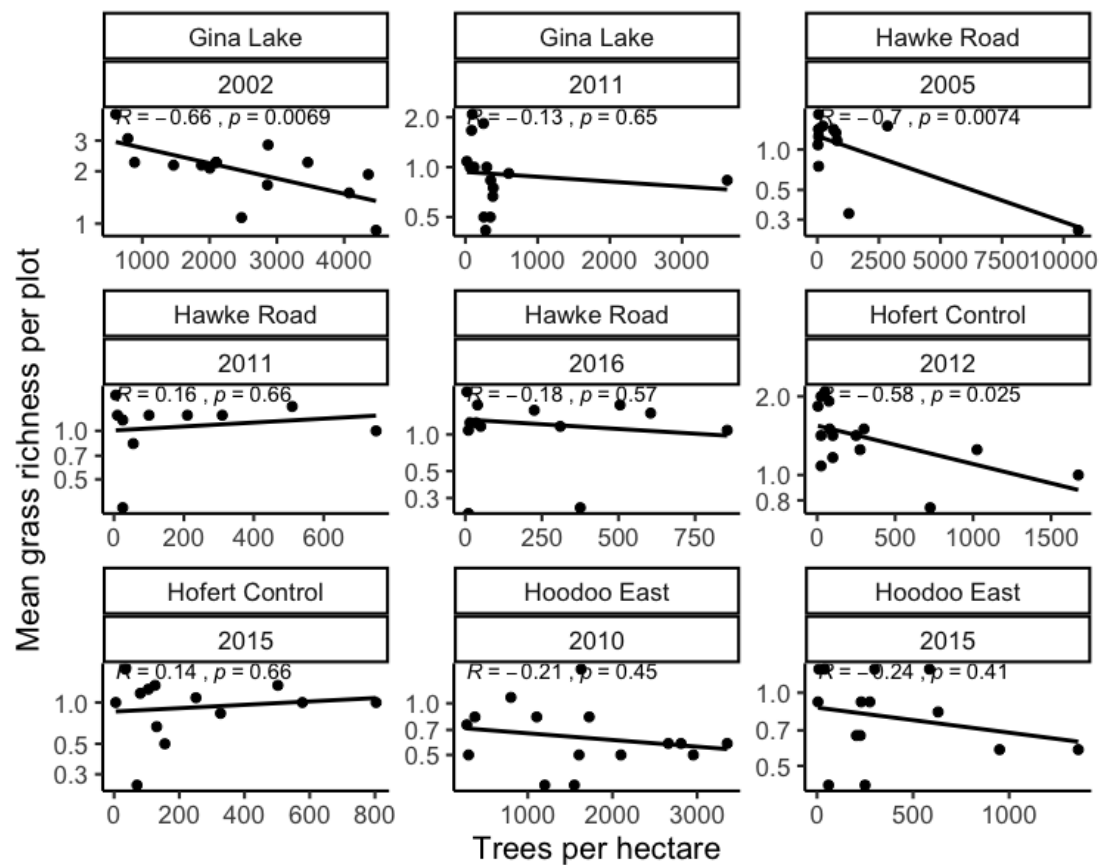 Gina Lake
2002
R = −0.66 , p = 0.0069
3
2
1
1000 2000 3000 4000
Gina Lake
2011
R = −0.13 , p = 0.65
2.0
1.0
0.5
0 1000 2000 3000
Hawke Road
2005
R = −0.7 , p = 0.0074
1.0
0.5
0.3
0 2500 5000 7500 10000
Hawke Road
2011
R = 0.16 , p = 0.66
1.0
0.7
0.5
0 200 400 600
Hawke Road
2016
R = −0.18 , p = 0.57
1.0
0.5
0.3
0 250 500 750
Hofert Control
2012
R = −0.58 , p = 0.025
2.0
1.0
0.8
0 500 1000 1500
Hofert Control
2015
R = 0.14 , p = 0.66
1.0
0.5
0.3
0 200 400 600 800
Hoodoo East
2010
R = −0.21 , p = 0.45
1.0
0.7
0.5
1000 2000 3000
Hoodoo East
2015
R = −0.24 , p = 0.41
1.0
0.7
0.5
0 500 1000
Mean grass richness per plot
Trees per hectare